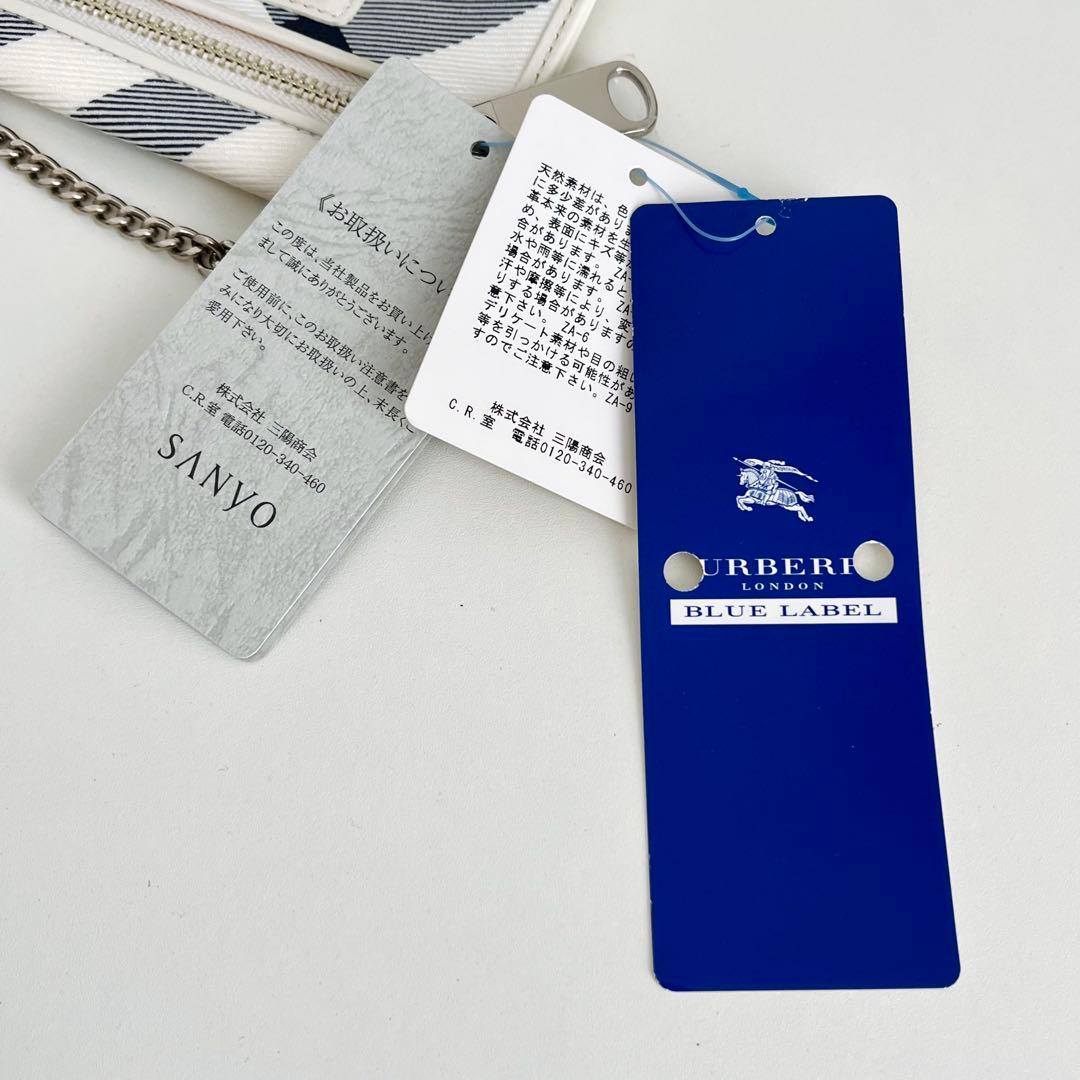 《お取扱いについ
この度は、当社製品をお買い上げ
まして誠にありがとうございます。
ご使用前に、このお取扱い注意書を
みになり大切にお取扱いの上、末長くご
愛用下さい。
株式会社 三陽商会
C.R.室 電話0120-340-460
SANYO
天然素材は、色
に多少差があり
革本来の素材を生
め、表面にキズ等
合があります。ZA-
水や雨等に濡れると
場合があります。ZA
汗や摩擦等により、変
りする場合がありますの
意下さい。 ZA-6
デリケート素材や目の粗
等を引っかける可能性があ
すのでご注意下さい。ZA-9
株式会社 三陽商会
C.R.室 電話0120-340-460
URBERR
LONDON
BLUE LABEL